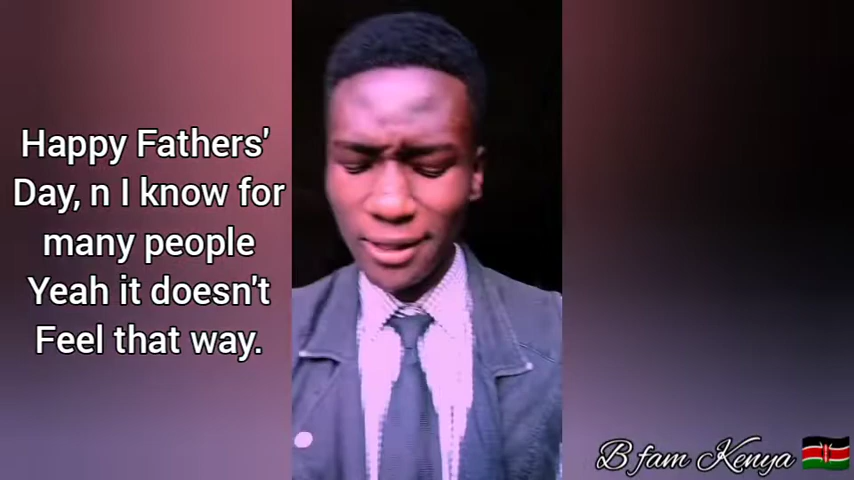 Happy Fathers'
Day, n I know for
many people
Yeah it doesn't
Feel that way.
B fam Kenya